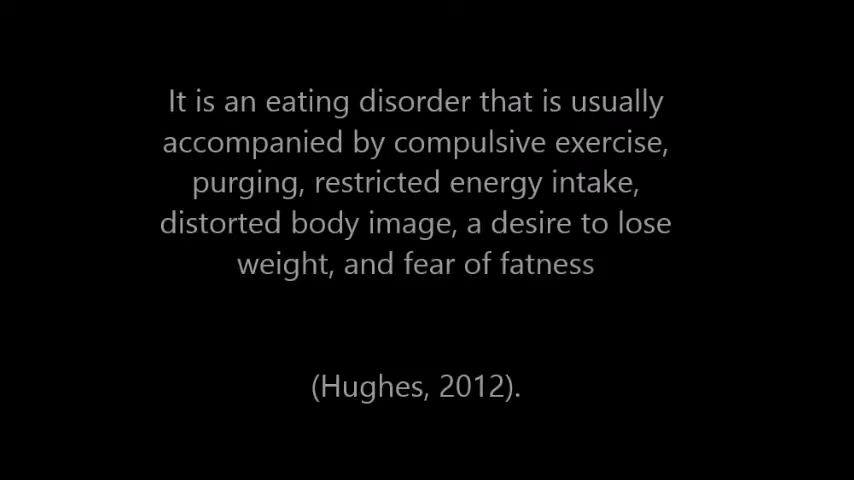 It is an eating disorder that is usually
accompanied by compulsive exercise,
purging, restricted energy intake,
distorted body image, a desire to lose
weight, and fear of fatness
(Hughes, 2012).